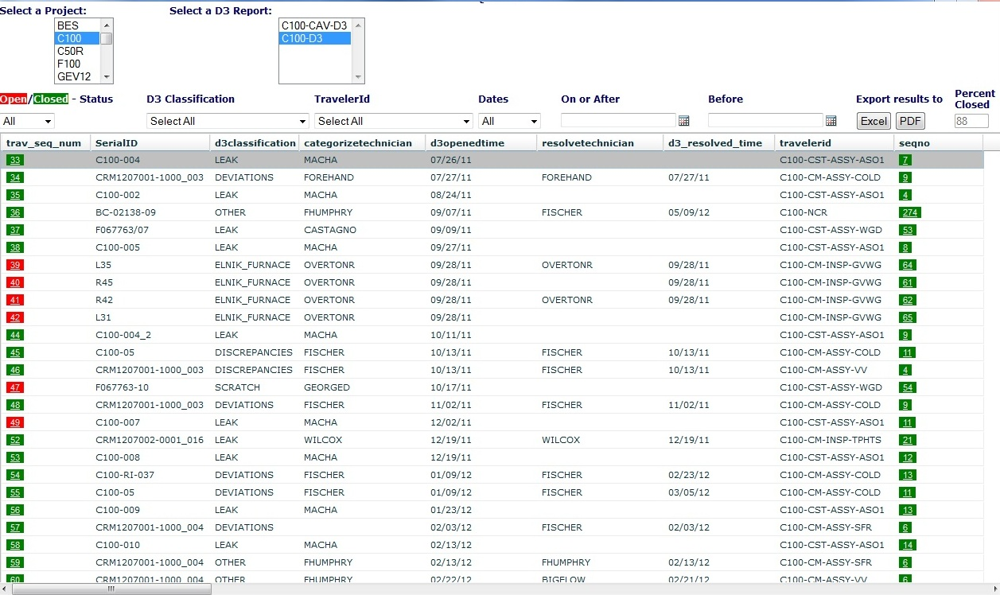 Select a Project: Select a D3 Report:
BES C100-CAV-D3
C100 C100-D3
C50R
F100
GEV12
Open/Closed - Status D3 Classification TravelerId Dates On or After Before Export results to Percent Closed
All Select All Select All All Excel PDF 88
trav_seq_num SerialID d3classification categorizetechnician d3openedtime resolvetechnician d3_resolved_time travelerid seqno
33 C100-004 LEAK MACHA 07/26/11 C100-CST-ASSY-ASO1 7
34 CRM1207001-1000_003 DEVIATIONS FOREHAND 07/27/11 FOREHAND 07/27/11 C100-CM-ASSY-COLD 9
35 C100-002 LEAK MACHA 08/24/11 C100-CST-ASSY-ASO1 4
36 BC-02138-09 OTHER FHUMPHRY 09/07/11 FISCHER 05/09/12 C100-NCR 274
37 F067763/07 LEAK CASTAGNO 09/09/11 C100-CST-ASSY-WGD 53
38 C100-005 LEAK MACHA 09/27/11 C100-CST-ASSY-ASO1 8
39 L35 ELNIK_FURNACE OVERTONR 09/28/11 OVERTONR 09/28/11 C100-CM-INSP-GVWG 64
40 R45 ELNIK_FURNACE OVERTONR 09/28/11 09/28/11 C100-CM-INSP-GVWG 61
41 R42 ELNIK_FURNACE OVERTONR 09/28/11 OVERTONR 09/28/11 C100-CM-INSP-GVWG 62
42 L31 ELNIK_FURNACE OVERTONR 09/28/11 C100-CM-INSP-GVWG 65
44 C100-004_2 LEAK MACHA 10/11/11 C100-CST-ASSY-ASO1 9
45 C100-05 DISCREPANCIES FISCHER 10/13/11 FISCHER 10/13/11 C100-CM-ASSY-COLD 11
46 CRM1207001-1000_003 DISCREPANCIES FISCHER 10/13/11 FISCHER 10/13/11 C100-CM-ASSY-VV 4
47 F067763-10 SCRATCH GEORGED 10/17/11 C100-CST-ASSY-WGD 54
48 CRM1207001-1000_003 DEVIATIONS FISCHER 11/02/11 FISCHER 11/02/11 C100-CM-ASSY-COLD 9
49 C100-007 LEAK MACHA 12/02/11 C100-CST-ASSY-ASO1 11
52 CRM1207002-0001_016 LEAK WILCOX 12/19/11 WILCOX 12/19/11 C100-CM-INSP-TPHTS 21
53 C100-008 LEAK MACHA 12/19/11 C100-CST-ASSY-ASO1 12
54 C100-RI-037 DEVIATIONS FISCHER 01/09/12 FISCHER 02/23/12 C100-CM-ASSY-COLD 13
55 C100-05 DEVIATIONS FISCHER 01/09/12 FISCHER 03/05/12 C100-CM-ASSY-COLD 11
56 C100-009 LEAK MACHA 01/23/12 C100-CST-ASSY-ASO1 13
57 CRM1207001-1000_004 DEVIATIONS 02/03/12 FISCHER 02/03/12 C100-CM-ASSY-SFR 6
58 C100-010 LEAK MACHA 02/13/12 C100-CST-ASSY-ASO1 14
59 CRM1207001-1000_004 OTHER FHUMPHRY 02/13/12 FHUMPHRY 02/13/12 C100-CM-ASSY-SFR 6
60 CRM1207001-1000_004 OTHER FHUMPHRY 02/22/12 BIGELOW 02/21/12 C100-CM-ASSY-VV 6